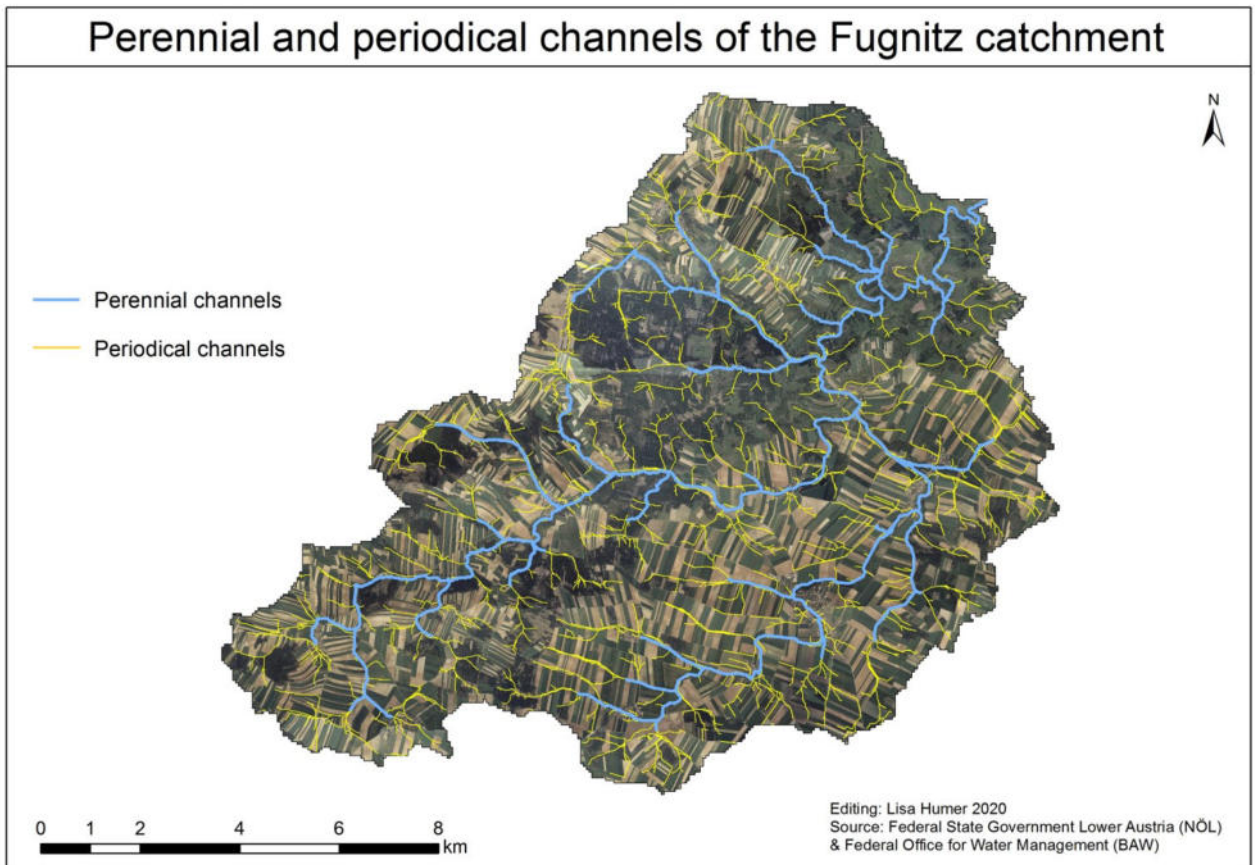 Perennial and periodical channels of the Fugnitz catchment
N
Perennial channels
Periodical channels
0 1 2 4 6 8
km
Editing: Lisa Humer 2020
Source: Federal State Government Lower Austria (NÖL)
& Federal Office for Water Management (BAW)